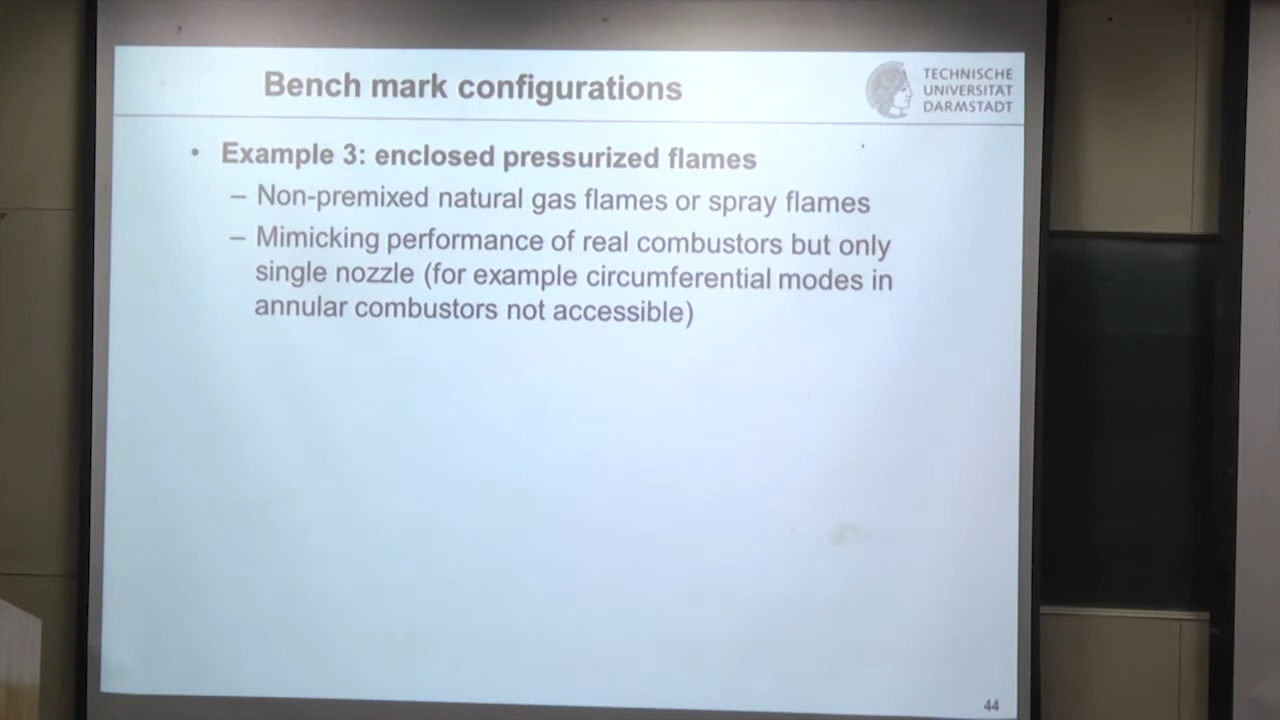 Bench mark configurations
TECHNISCHE
UNIVERSITÄT
DARMSTADT
• Example 3: enclosed pressurized flames
– Non-premixed natural gas flames or spray flames
– Mimicking performance of real combustors but only
single nozzle (for example circumferential modes in
annular combustors not accessible)
44